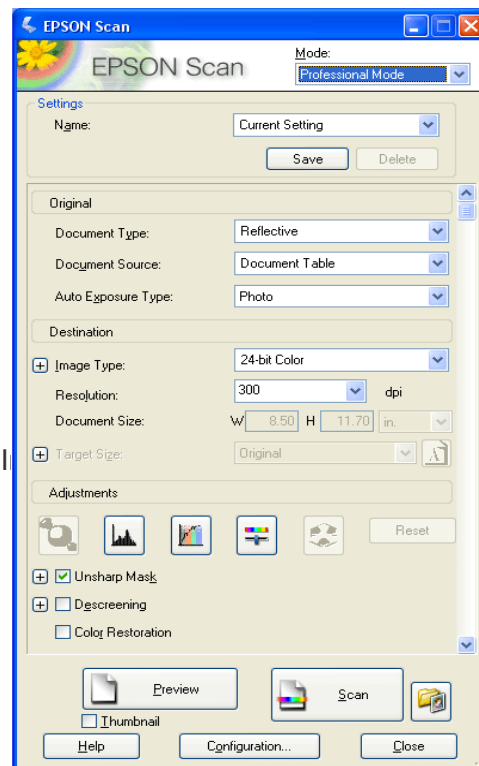 EPSON Scan
EPSON Scan
Mode:
Professional Mode
Settings
Name: Current Setting
Save Delete
Original
Document Type: Reflective
Document Source: Document Table
Auto Exposure Type: Photo
Destination
Image Type: 24-bit Color
Resolution: 300 dpi
Document Size: W 8.50 H 11.70 in.
Target Size: Original
Adjustments
Reset
Unsharp Mask
Descreening
Color Restoration
Preview Scan
Thumbnail
Help Configuration... Close